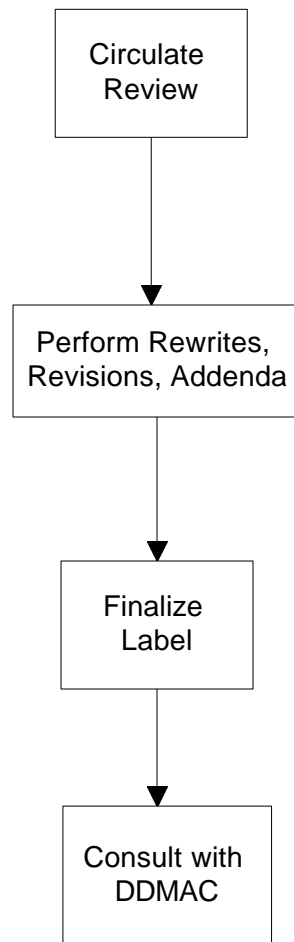 Circulate
Review
Perform Rewrites,
Revisions, Addenda
Finalize
Label
Consult with
DDMAC